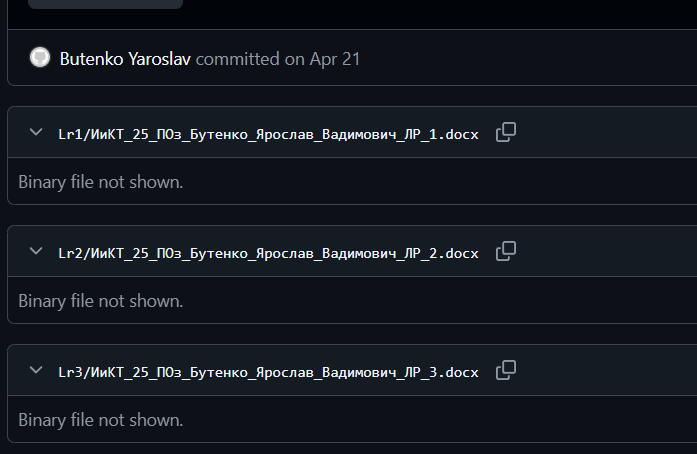 Butenko Yaroslav committed on Apr 21
Lr1/ИиКТ_25_ПОз_Бутенко_Ярослав_Вадимович_ЛР_1.docx
Binary file not shown.
Lr2/ИиКТ_25_ПОз_Бутенко_Ярослав_Вадимович_ЛР_2.docx
Binary file not shown.
Lr3/ИиКТ_25_ПОз_Бутенко_Ярослав_Вадимович_ЛР_3.docx
Binary file not shown.